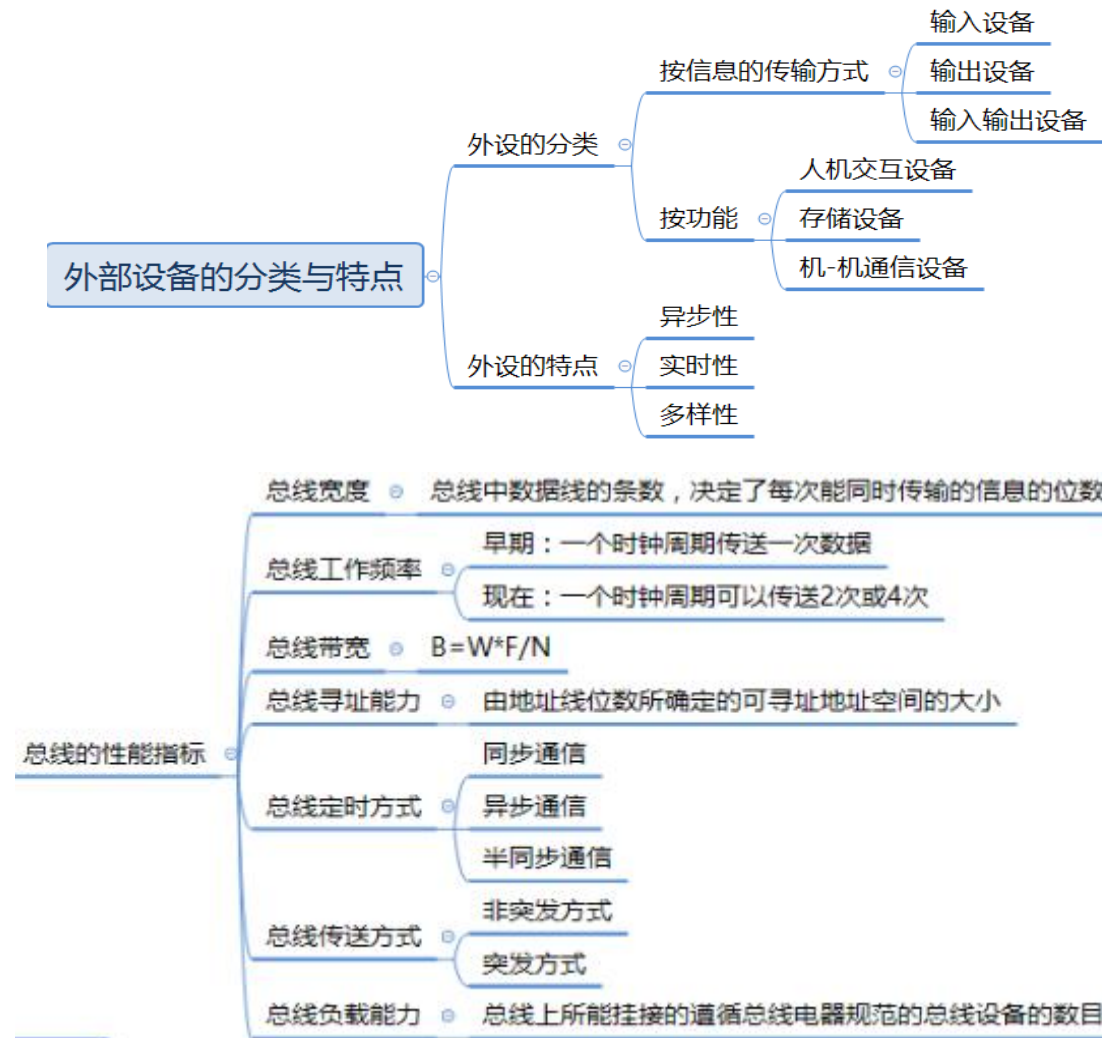 外部设备的分类与特点
外设的分类
按信息的传输方式
输入设备
输出设备
输入输出设备
按功能
人机交互设备
存储设备
机-机通信设备
外设的特点
异步性
实时性
多样性
总线的性能指标
总线宽度
总线中数据线的条数，决定了每次能同时传输的信息的位数
总线工作频率
早期：一个时钟周期传送一次数据
现在：一个时钟周期可以传送2次或4次
总线带宽
B=W*F/N
总线寻址能力
由地址线位数所确定的可寻址地址空间的大小
总线定时方式
同步通信
异步通信
半同步通信
总线传送方式
非突发方式
突发方式
总线负载能力
总线上所能挂接的遵循总线电器规范的总线设备的数目